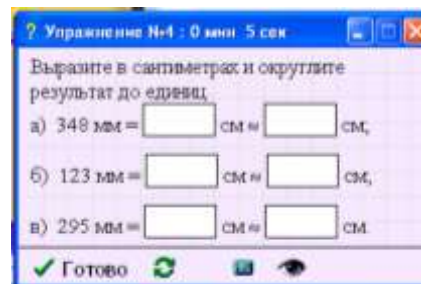 ? Упражнение №4 : 0 мин 5 сек
Выразите в сантиметрах и округлите
результат до единиц
а) 348 мм = см ≈ см;
б) 123 мм = см ≈ см,
в) 295 мм = см ≈ см
Готово